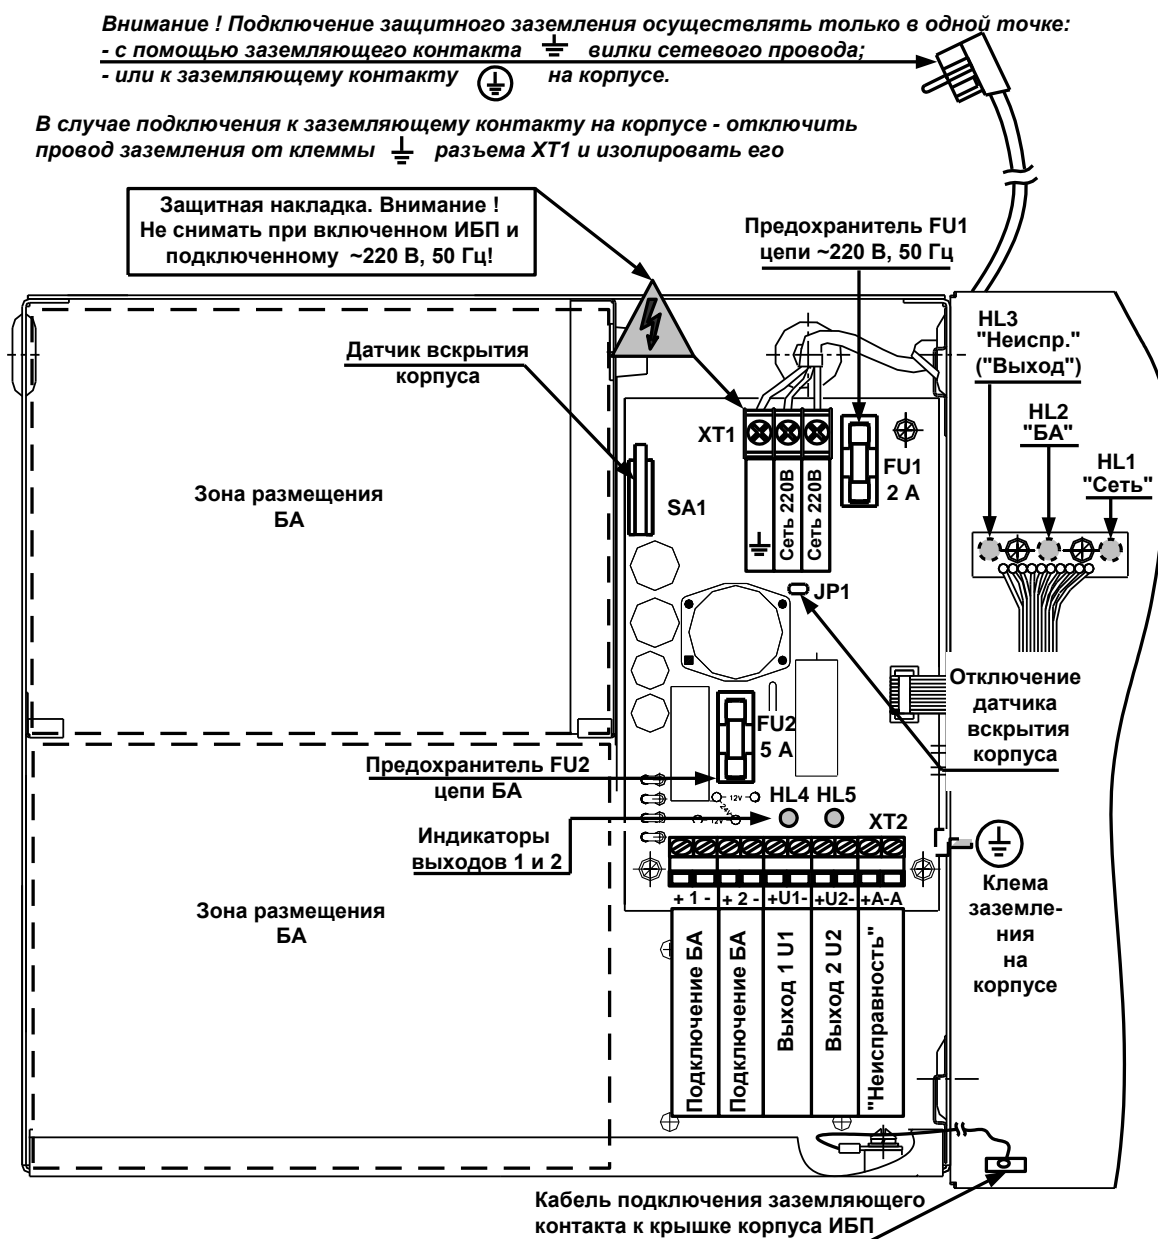 Внимание ! Подключение защитного заземления осуществлять только в одной точке:
- с помощью заземляющего контакта вилки сетевого провода;
- или к заземляющему контакту на корпусе.
В случае подключения к заземляющему контакту на корпусе - отключить
провод заземления от клеммы разъема XT1 и изолировать его
Защитная накладка. Внимание !
Не снимать при включенном ИБП и
подключенному ~220 В, 50 Гц!
Предохранитель FU1
цепи ~220 В, 50 Гц
HL3
"Неиспр."
("Выход")
HL2
"БА"
HL1
"Сеть"
Датчик вскрытия
корпуса
XT1
FU1
2 А
Зона размещения
БА
SA1
Сеть 220В
Сеть 220В
JP1
Отключение
датчика
вскрытия
корпуса
FU2
5 А
Предохранитель FU2
цепи БА
12V
24V
12V
HL4 HL5
XT2
Индикаторы
выходов 1 и 2
Клема
заземле-
ния
на
корпусе
Зона размещения
БА
+ 1 - + 2 - +U1- +U2- +А-А
Подключение БА
Подключение БА
Выход 1 U1
Выход 2 U2
"Неисправность"
Кабель подключения заземляющего
контакта к крышке корпуса ИБП